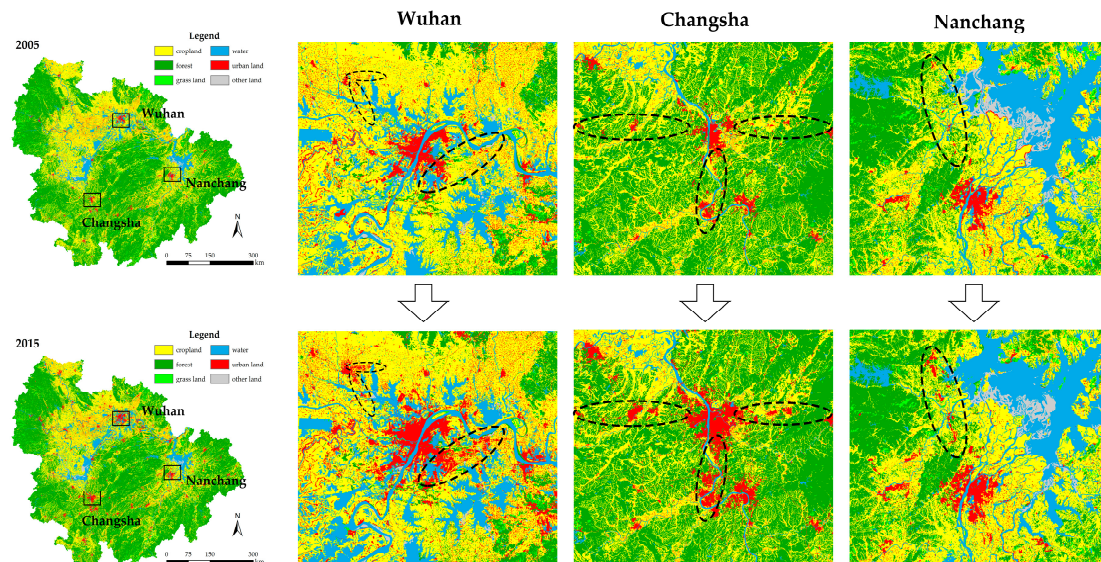 Wuhan
Changsha
Nanchang
2005
Legend
cropland
water
forest
urban land
grass land
other land
Wuhan
Nanchang
Changsha
N
0 75 150 300
km
2015
Legend
cropland
water
forest
urban land
grass land
other land
Wuhan
Nanchang
Changsha
N
0 75 150 300
km